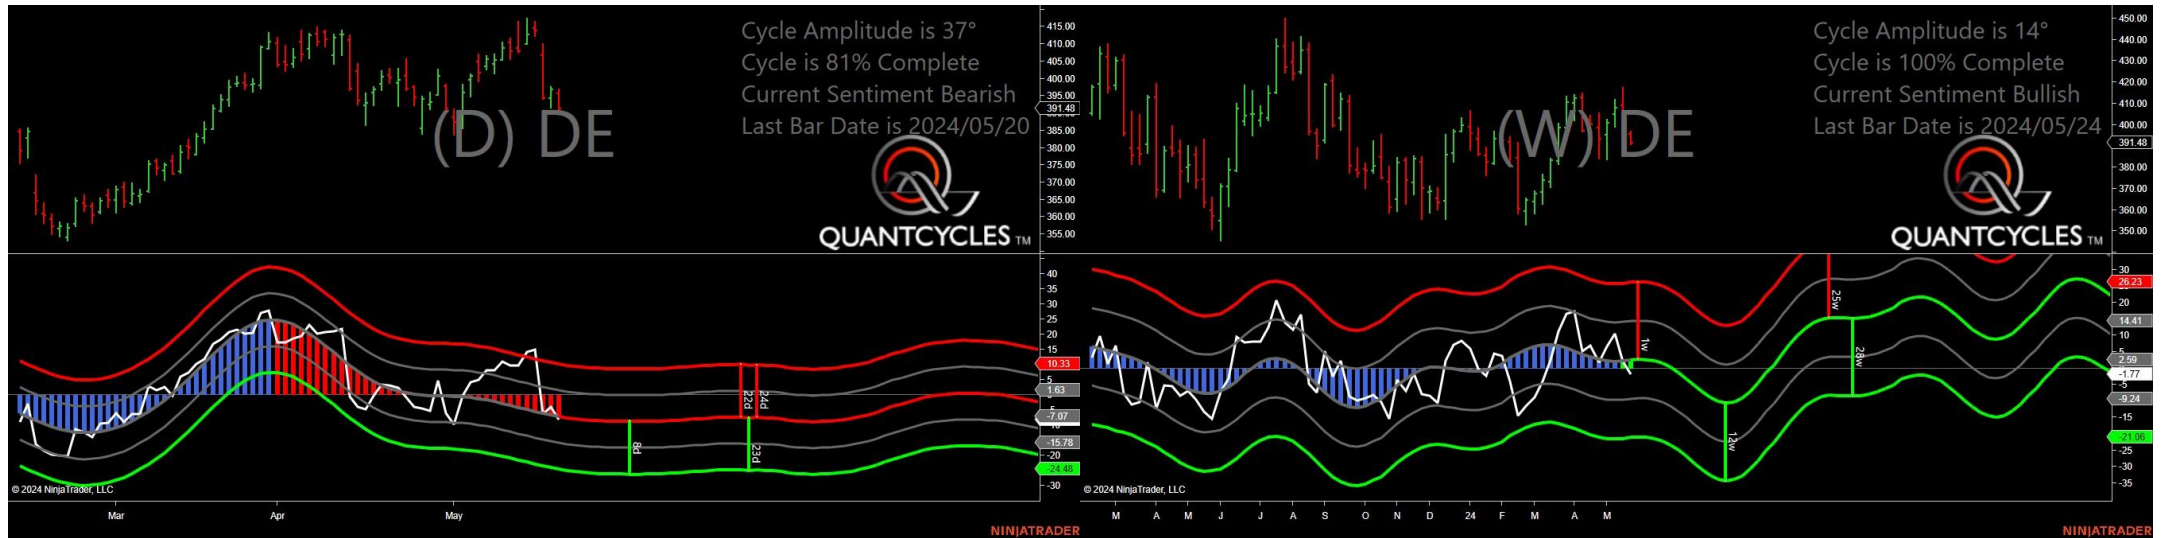 Cycle Amplitude is 37°
Cycle is 81% Complete
Current Sentiment Bearish
Last Bar Date is 2024/05/20
(D) DE
QUANTCYCLES TM
415.00
410.00
405.00
400.00
395.00
391.48
385.00
380.00
375.00
370.00
365.00
360.00
355.00
40
35
30
25
20
15
10.33
5
1.63
-7.07
-15.78
-20
-24.48
-30
8d
22d
24d
23d
© 2024 NinjaTrader, LLC
Mar Apr May
NINJATRADER
Cycle Amplitude is 14°
Cycle is 100% Complete
Current Sentiment Bullish
Last Bar Date is 2024/05/24
(W) DE
QUANTCYCLES TM
450.00
440.00
430.00
420.00
410.00
400.00
391.48
380.00
370.00
360.00
350.00
30
26.23
20
14.41
10
5
2.59
-1.77
-5
-9.24
-15
-21.06
-25
-30
-35
1w
12w
25w
28w
© 2024 NinjaTrader, LLC
M A M J J A S O N D 24 F M A M
NINJATRADER